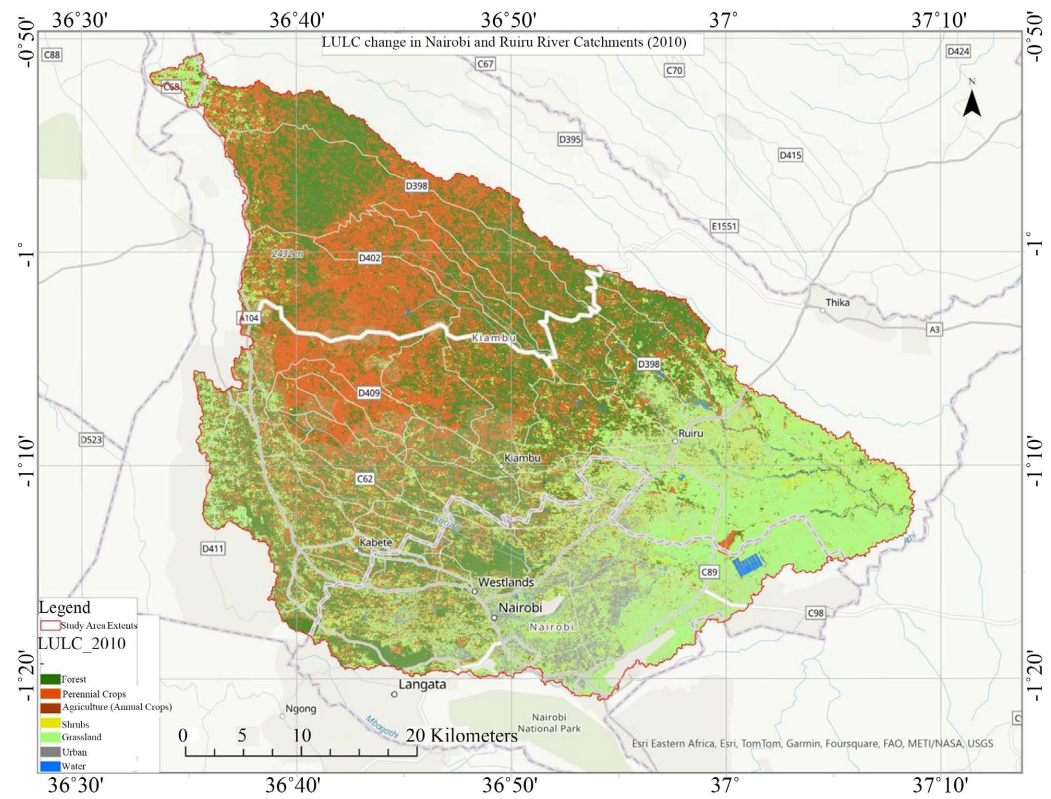 36°30' 36°40' 36°50' 37° 37°10'
-0°50'
LULC change in Nairobi and Ruiru River Catchments (2010)
C88
C67
C70
D424
N
C68
D395
D415
D398
E1551
-1°
2432m
D402
-1°
Thika
A104
Kiambu
A3
D398
D409
D523
Ruiru
-1°10'
Kiambu
-1°10'
C62
Kabete
D411
Athi
Westlands
C89
Nairobi
C98
Nairobi
Legend
Study Area Extents
LULC_2010
Forest
Perennial Crops
Agriculture (Annual Crops)
Shrubs
Grassland
Urban
Water
-1°20'
Langata
-1°20'
Ngong
Mbagathi
Nairobi
National Park
0 5 10 20 Kilometers
Esri Eastern Africa, Esri, TomTom, Garmin, Foursquare, FAO, METI/NASA, USGS
36°30' 36°40' 36°50' 37° 37°10'
-0°50'